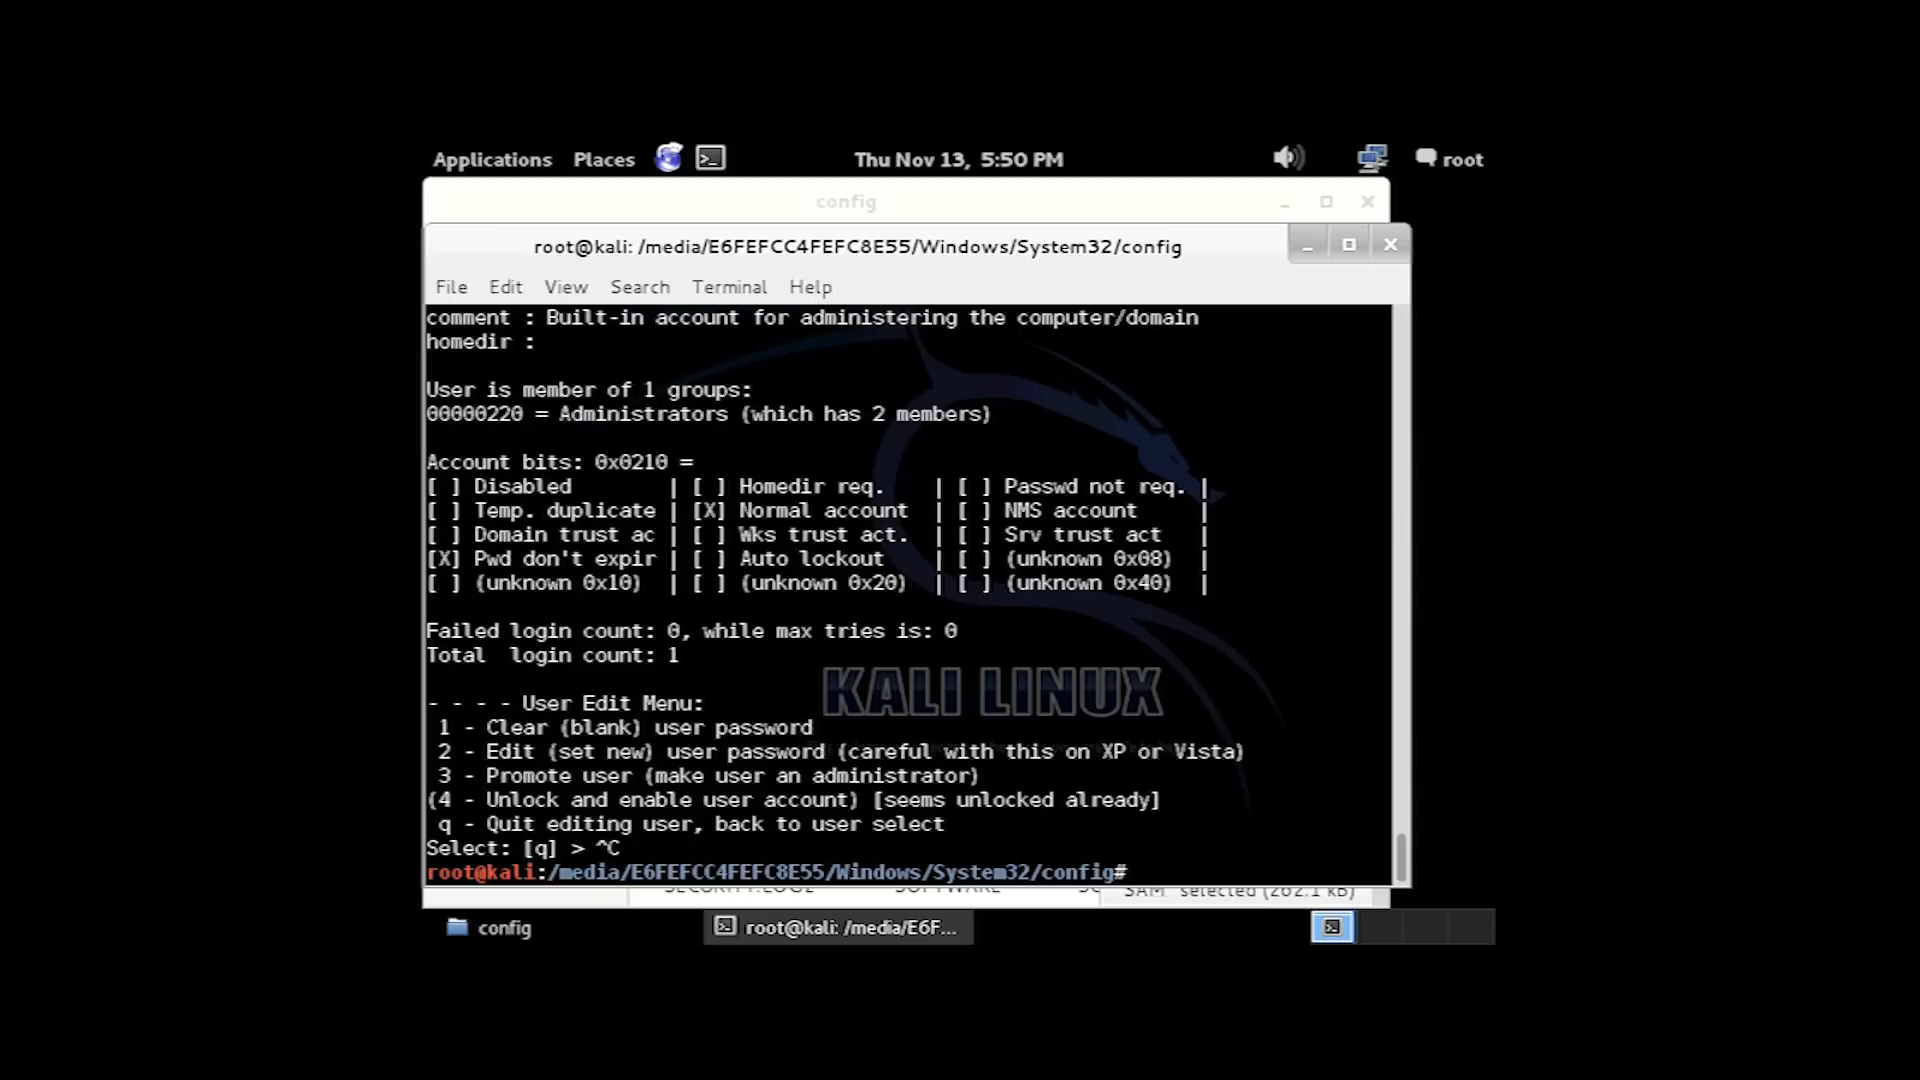 Applications Places Thu Nov 13, 5:50 PM root
config
root@kali: /media/E6FEFCC4FEFC8E55/Windows/System32/config
File Edit View Search Terminal Help
comment : Built-in account for administering the computer/domain
homedir :
User is member of 1 groups:
00000220 = Administrators (which has 2 members)
Account bits: 0x0210 =
[ ] Disabled | [ ] Homedir req. | [ ] Passwd not req. |
[ ] Temp. duplicate | [X] Normal account | [ ] NMS account |
[ ] Domain trust ac | [ ] Wks trust act. | [ ] Srv trust act |
[X] Pwd don't expir | [ ] Auto lockout | [ ] (unknown 0x08) |
[ ] (unknown 0x10) | [ ] (unknown 0x20) | [ ] (unknown 0x40) |
Failed login count: 0, while max tries is: 0
Total  login count: 1
KALI LINUX
- - - - User Edit Menu:
1 - Clear (blank) user password
2 - Edit (set new) user password (careful with this on XP or Vista)
3 - Promote user (make user an administrator)
(4 - Unlock and enable user account) [seems unlocked already]
q - Quit editing user, back to user select
Select: [q] > ^C
root@kali:/media/E6FEFCC4FEFC8E55/Windows/System32/config#
SECURITY.LOG2 SOFTWARE "SAM" selected (262.1 kB)
config root@kali: /media/E6F...